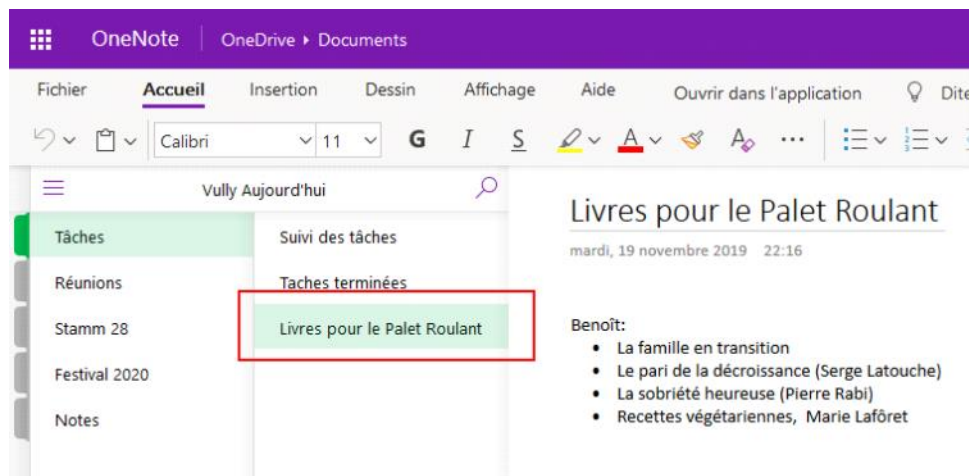 OneNote OneDrive ▸ Documents
Fichier Accueil Insertion Dessin Affichage Aide Ouvrir dans l'application Dite
Calibri 11 G I S A A ...
Vully Aujourd'hui
Livres pour le Palet Roulant
mardi, 19 novembre 2019 22:16
Tâches
Réunions
Stamm 28
Festival 2020
Notes
Suivi des tâches
Taches terminées
Livres pour le Palet Roulant
Benoît:
• La famille en transition
• Le pari de la décroissance (Serge Latouche)
• La sobriété heureuse (Pierre Rabi)
• Recettes végétariennes, Marie Lafôret